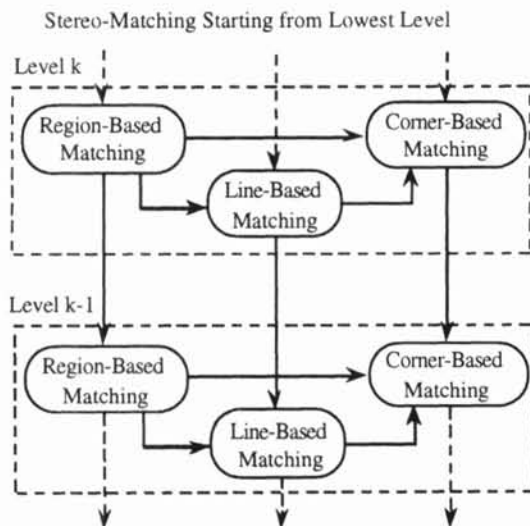 Stereo-Matching Starting from Lowest Level
Level k
Region-Based
Matching
Corner-Based
Matching
Line-Based
Matching
Level k-1
Region-Based
Matching
Corner-Based
Matching
Line-Based
Matching